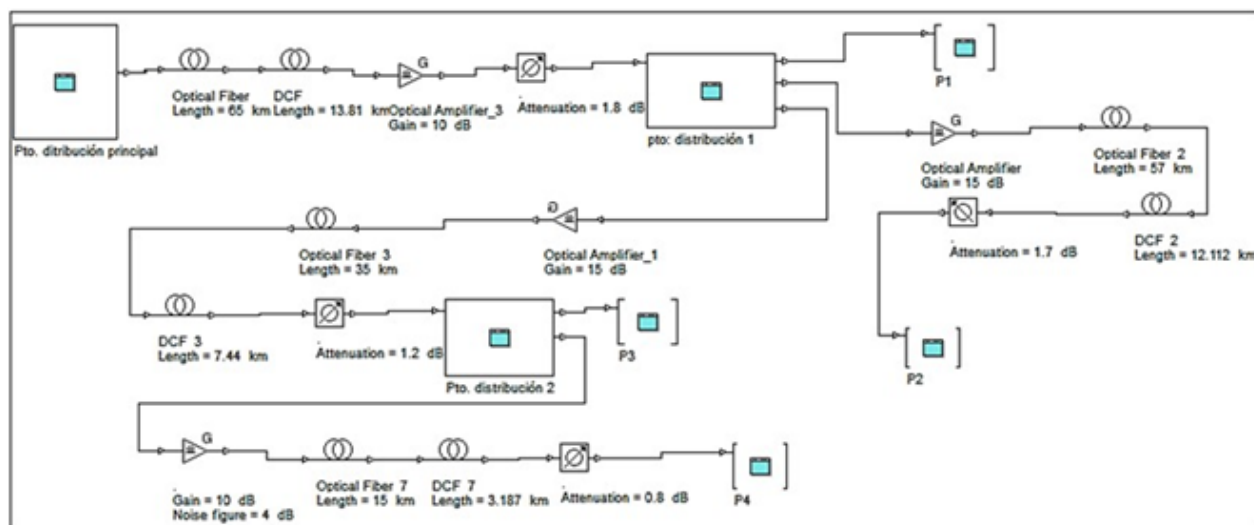 G
Optical Fiber
Length = 65 km
DCF
Length = 13.81 km
Optical Amplifier_3
Gain = 10 dB
Attenuation = 1.8 dB
Pto. ditribución principal
pto: distribución 1
P1
G
Optical Amplifier
Gain = 15 dB
Optical Fiber 2
Length = 57 km
DCF 2
Length = 12.112 km
Attenuation = 1.7 dB
P2
G
Optical Amplifier_1
Gain = 15 dB
Optical Fiber 3
Length = 35 km
DCF 3
Length = 7.44 km
Attenuation = 1.2 dB
Pto. distribución 2
P3
G
Gain = 10 dB
Noise figure = 4 dB
Optical Fiber 7
Length = 15 km
DCF 7
Length = 3.187 km
Attenuation = 0.8 dB
P4